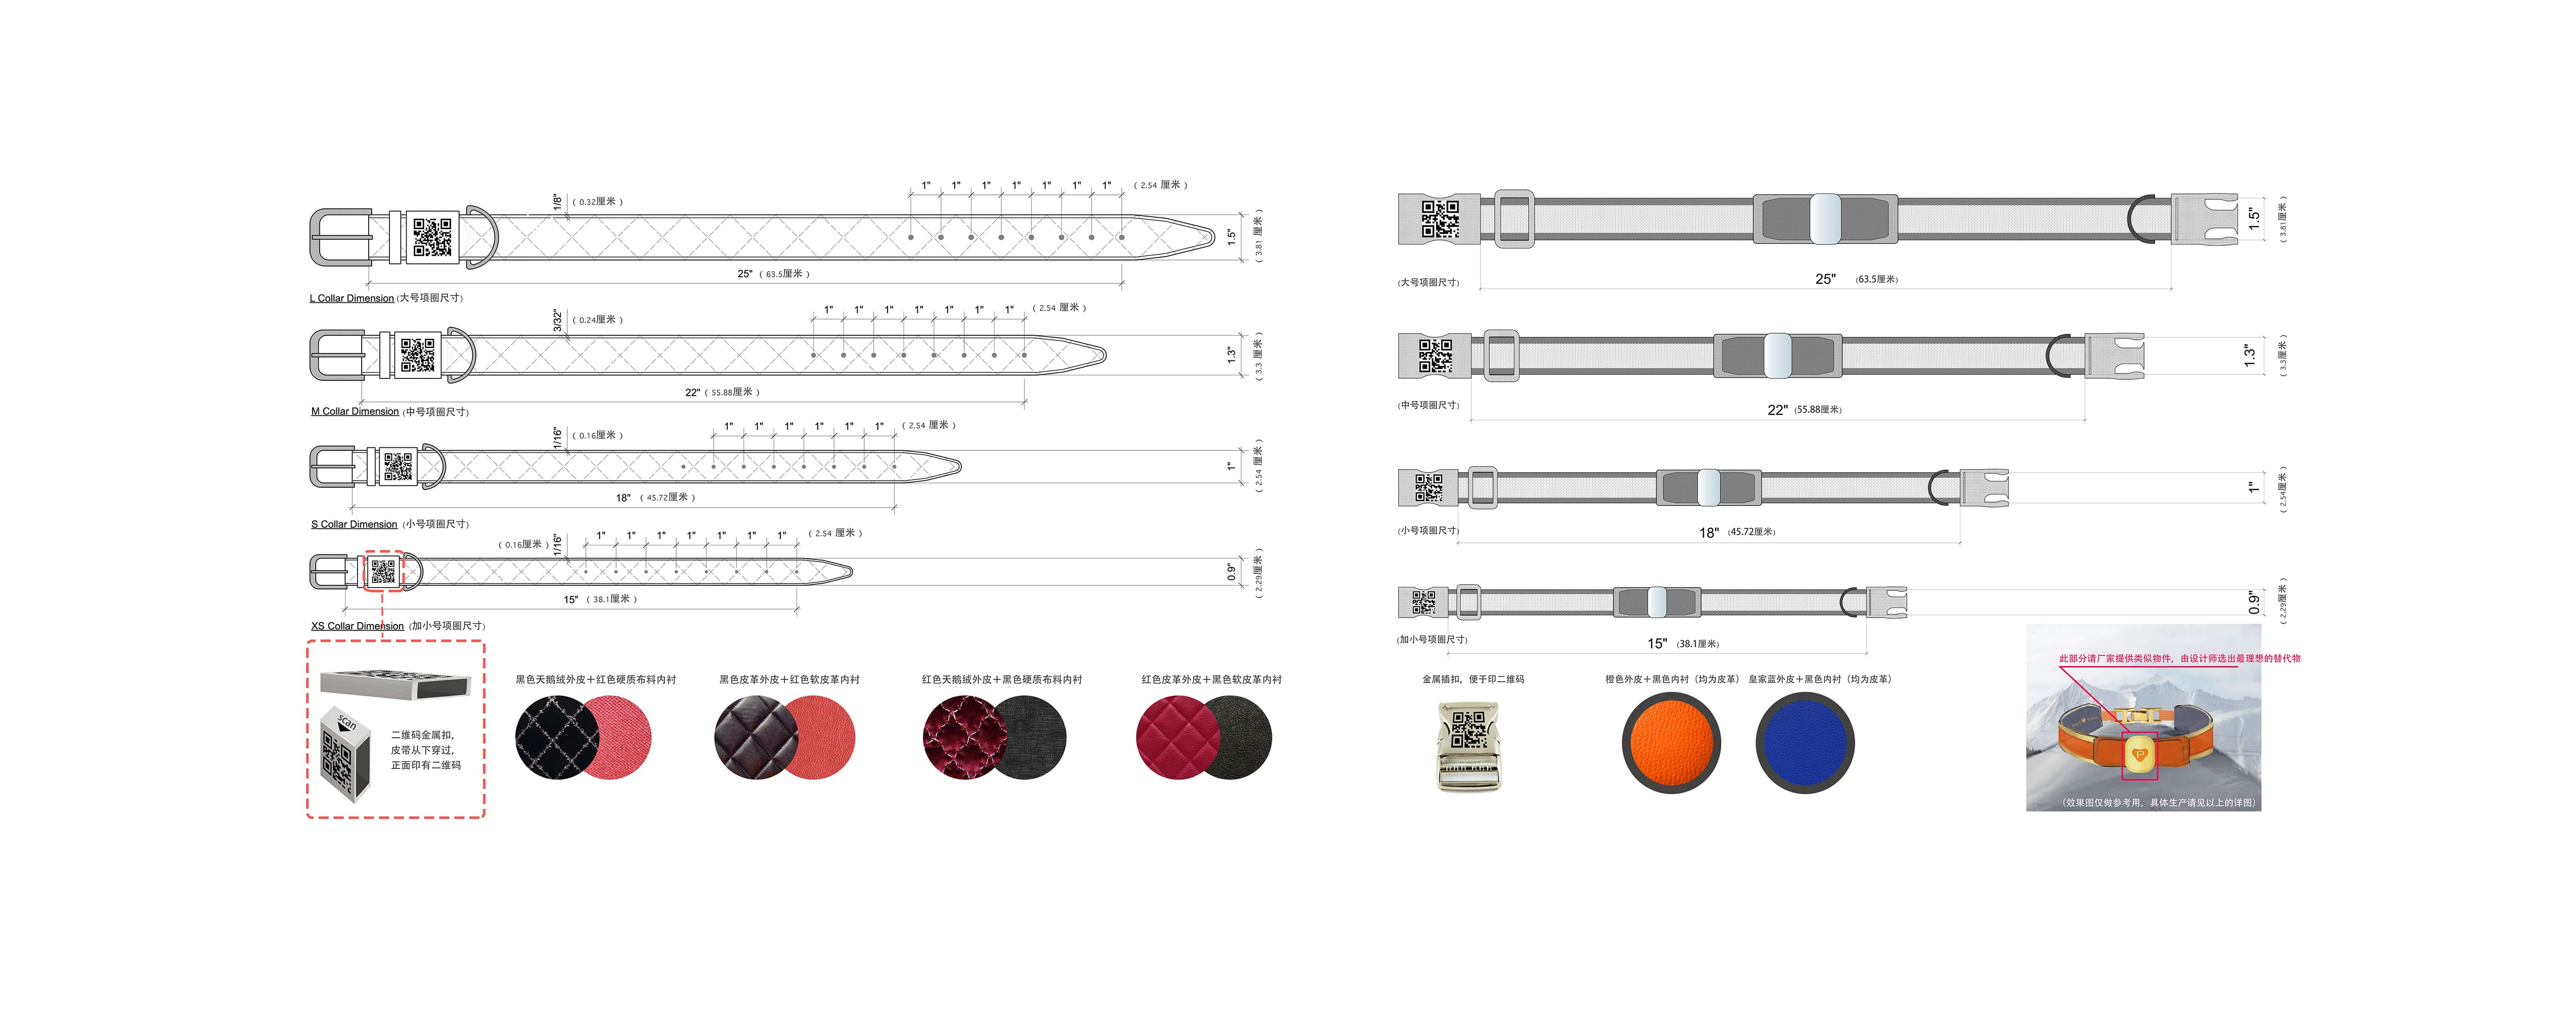 1" 1" 1" 1" 1" 1" 1" ( 2.54 厘米 )
1/8" ( 0.32厘米 )
1.5" ( 3.81 厘米 )
25" ( 63.5厘米 )
L Collar Dimension (大号项圈尺寸)
1" 1" 1" 1" 1" 1" 1" ( 2.54 厘米 )
3/32" ( 0.24厘米 )
1.3" ( 3.3 厘米 )
22" ( 55.88厘米 )
M Collar Dimension (中号项圈尺寸)
1" 1" 1" 1" 1" 1" ( 2.54 厘米 )
1/16" ( 0.16厘米 )
1" ( 2.54 厘米 )
18" ( 45.72厘米 )
S Collar Dimension (小号项圈尺寸)
1" 1" 1" 1" 1" 1" 1" ( 2.54 厘米 )
( 0.16厘米 ) 1/16"
0.9" ( 2.29厘米 )
15" ( 38.1厘米 )
XS Collar Dimension (加小号项圈尺寸)
scan
二维码金属扣,
皮带从下穿过,
正面印有二维码
黑色天鹅绒外皮+红色硬质布料内衬
黑色皮革外皮+红色软皮革内衬
红色天鹅绒外皮+黑色硬质布料内衬
红色皮革外皮+黑色软皮革内衬
1.5" ( 3.81厘米 )
25" (63.5厘米)
(大号项圈尺寸)
1.3" ( 3.3厘米 )
22" (55.88厘米)
(中号项圈尺寸)
1" ( 2.54厘米 )
18" (45.72厘米)
(小号项圈尺寸)
0.9" ( 2.29厘米 )
15" (38.1厘米)
(加小号项圈尺寸)
金属插扣，便于印二维码
橙色外皮+黑色内衬（均为皮革）
皇家蓝外皮+黑色内衬（均为皮革）
此部分请厂家提供类似物件，由设计师选出最理想的替代物
（效果图仅做参考用，具体生产请见以上的详图）